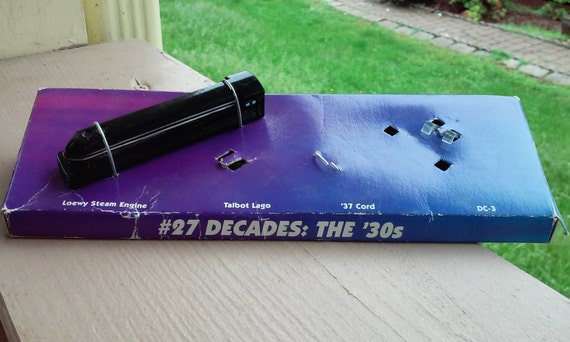 Loewy Steam Engine
Talbot Lago
'37 Cord
DC-3
#27 DECADES: THE '30s